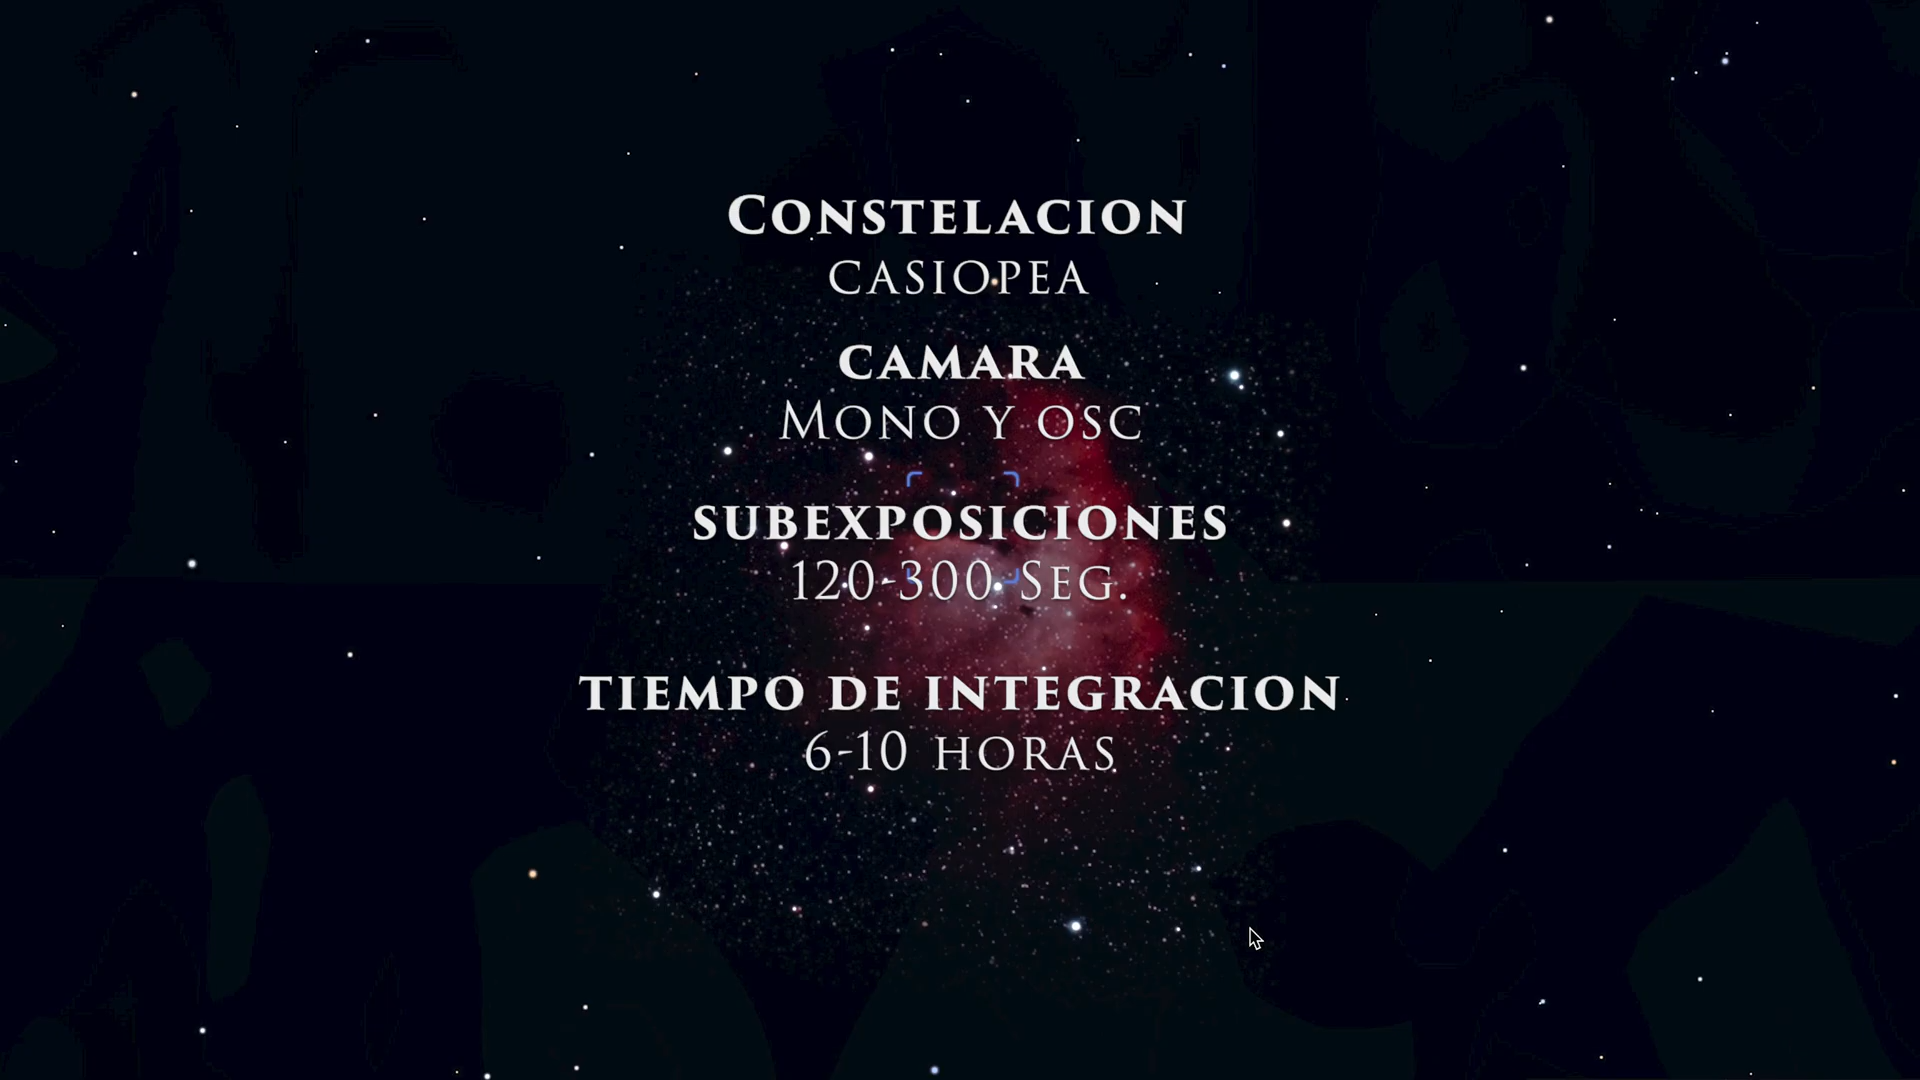 CONSTELACION
CASIOPEA
CAMARA
MONO Y OSC
SUBEXPOSICIONES
120-300 SEG.
TIEMPO DE INTEGRACION
6-10 HORAS